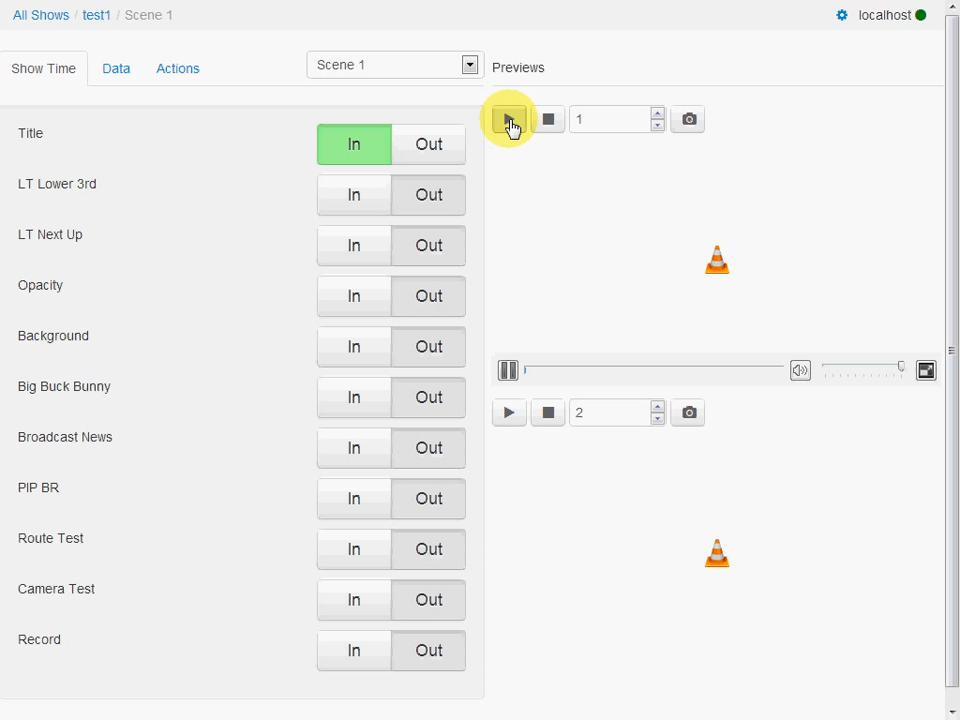 All Shows / test1 / Scene 1
localhost
Show Time
Data
Actions
Scene 1
Previews
1
Title
In
Out
LT Lower 3rd
In
Out
LT Next Up
In
Out
Opacity
In
Out
Background
In
Out
Big Buck Bunny
In
Out
2
Broadcast News
In
Out
PIP BR
In
Out
Route Test
In
Out
Camera Test
In
Out
Record
In
Out